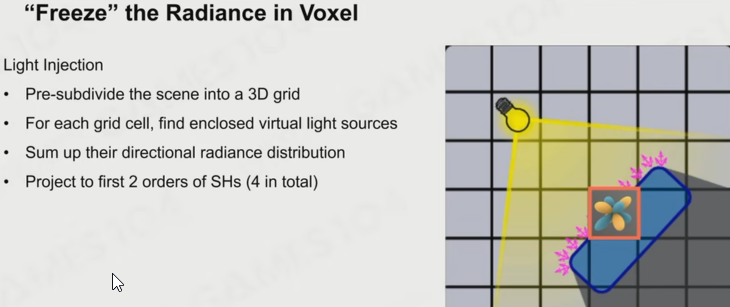 “Freeze” the Radiance in Voxel
Light Injection
• Pre-subdivide the scene into a 3D grid
• For each grid cell, find enclosed virtual light sources
• Sum up their directional radiance distribution
• Project to first 2 orders of SHs (4 in total)